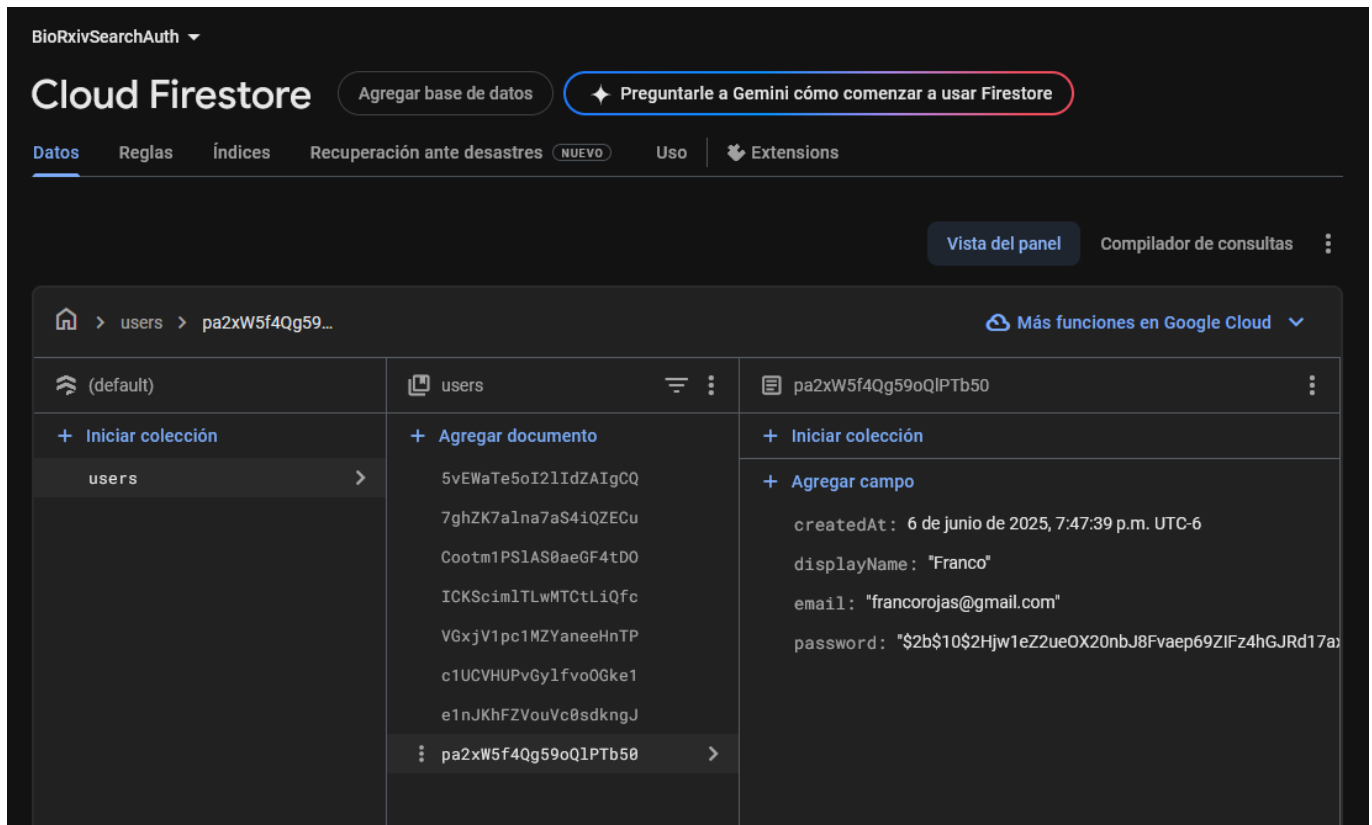 BioRxivSearchAuth
Cloud Firestore
Agregar base de datos
Preguntarle a Gemini cómo comenzar a usar Firestore
Datos
Reglas
Índices
Recuperación ante desastres NUEVO
Uso
Extensions
Vista del panel
Compilador de consultas
users > pa2xW5f4Qg59...
Más funciones en Google Cloud
(default)
+ Iniciar colección
users
users
+ Agregar documento
5vEWaTe5oI2lIdZAIgCQ
7ghZK7alna7aS4iQZECu
Cootm1PSlAS0aeGF4tDO
ICKScimlTLwMTCtLiQfc
VGxjV1pc1MZYaneeHnTP
c1UCVHUPvGylfvoOGke1
e1nJKhFZVouVc0sdkngJ
pa2xW5f4Qg59oQlPTb50
pa2xW5f4Qg59oQlPTb50
+ Iniciar colección
+ Agregar campo
createdAt: 6 de junio de 2025, 7:47:39 p.m. UTC-6
displayName: "Franco"
email: "francorojas@gmail.com"
password: "$2b$10$2Hjw1eZ2ueOX20nbJ8Fvaep69ZIFz4hGJRd17ax